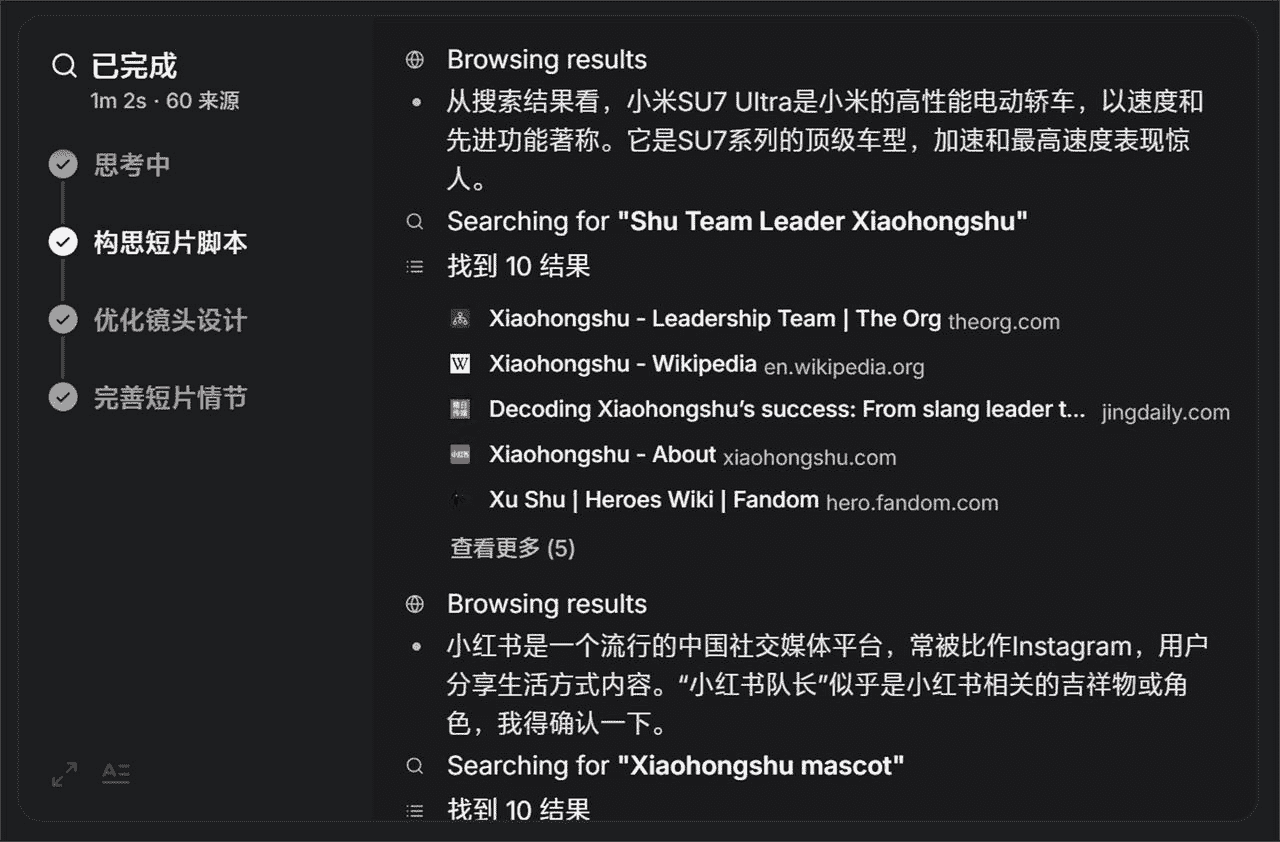 已完成
1m 2s · 60 来源
思考中
构思短片脚本
优化镜头设计
完善短片情节
Browsing results
从搜索结果看，小米SU7 Ultra是小米的高性能电动轿车，以速度和
先进功能著称。它是SU7系列的顶级车型，加速和最高速度表现惊
人。
Searching for "Shu Team Leader Xiaohongshu"
找到 10 结果
Xiaohongshu - Leadership Team | The Org theorg.com
Xiaohongshu - Wikipedia en.wikipedia.org
Decoding Xiaohongshu’s success: From slang leader t... jingdaily.com
Xiaohongshu - About xiaohongshu.com
Xu Shu | Heroes Wiki | Fandom hero.fandom.com
查看更多 (5)
Browsing results
小红书是一个流行的中国社交媒体平台，常被比作Instagram，用户
分享生活方式内容。“小红书队长”似乎是小红书相关的吉祥物或角
色，我得确认一下。
Searching for "Xiaohongshu mascot"
找到 10 结果